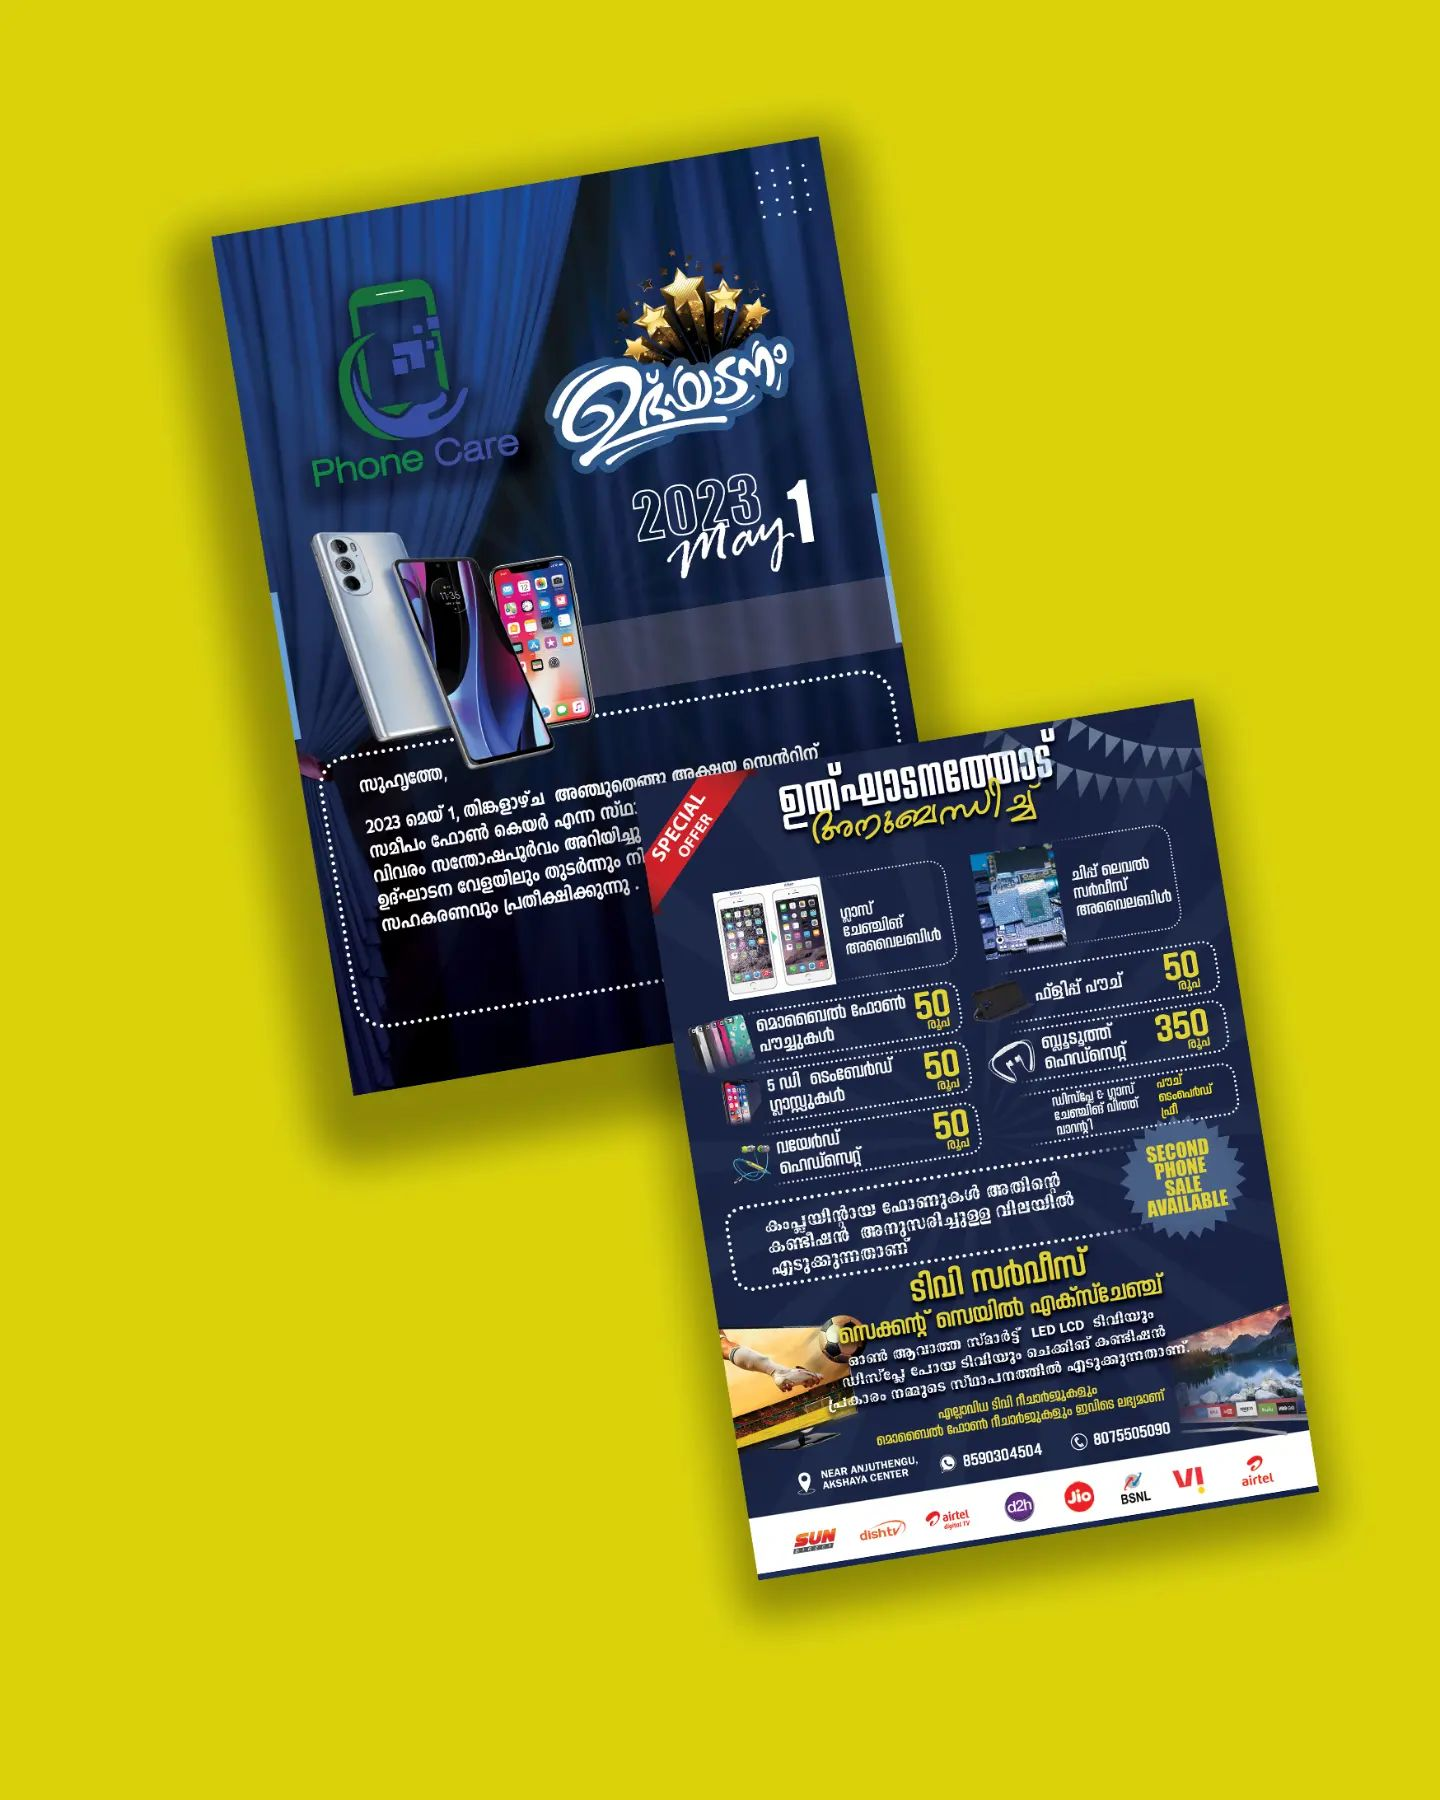 Phone Care
ഉദ്ഘാടനം
2023
May 1
സുഹൃത്തേ,
2023 മെയ് 1, തിങ്കളാഴ്ച അഞ്ചുതെങ്ങു അക്ഷയ സെൻറിന്
സമീപം ഫോൺ കെയർ എന്ന സ്ഥാ
വിവരം സന്തോഷപൂർവം അറിയിച്ചു
ഉദ്ഘാടന വേളയിലും തുടർന്നും നി
സഹകരണവും പ്രതീക്ഷിക്കുന്നു .
SPECIAL
OFFER
ഉത്ഘാടനത്തോട്
അനുബന്ധിച്ച്
ഗ്ലാസ്
ചേഞ്ചിങ്
അവൈലബിൾ
ചിപ്പ് ലെവൽ
സർവീസ്
അവൈലബിൾ
മൊബൈൽ ഫോൺ
പൗച്ചുകൾ
50
രൂപ
ഫ്ളിപ്പ് പൗച്
50
രൂപ
5 ഡി ടെംബേർഡ്
ഗ്ലാസ്സുകൾ
50
രൂപ
ബ്ലൂടൂത്ത്
ഹെഡ്സെറ്റ്
350
രൂപ
വയേർഡ്
ഹെഡ്സെറ്റ്
50
രൂപ
ഡിസ്പ്ലേ & ഗ്ലാസ്
ചേഞ്ചിങ് വിത്ത്
വാറന്റി
പൗച്
ടെംപെർഡ്
ഫ്രീ
SECOND
PHONE
SALE
AVAILABLE
കംപ്ലയിന്റായ ഫോണുകൾ അതിന്റെ
കണ്ടീഷൻ അനുസരിച്ചുള്ള വിലയിൽ
എടുക്കുന്നതാണ്
ടിവി സർവീസ്
സെക്കന്റ് സെയിൽ എക്സ്ചേഞ്ച്
ഓൺ ആവാത്ത സ്മാർട്ട് LED LCD ടിവിയും
ഡിസ്പ്ലേ പോയ ടിവിയും ചെക്കിങ് കണ്ടിഷൻ
പ്രകാരം നമ്മുടെ സ്ഥാപനത്തിൽ എടുക്കുന്നതാണ്.
എല്ലാവിധ ടിവി റീചാർജുകളും
മൊബൈൽ ഫോൺ റീചാർജുകളും ഇവിടെ ലഭ്യമാണ്
NEAR ANJUTHENGU,
AKSHAYA CENTER
8590304504
8075505090
SUN
DIRECT
dishtv
airtel
digital TV
d2h
Jio
BSNL
VI
airtel